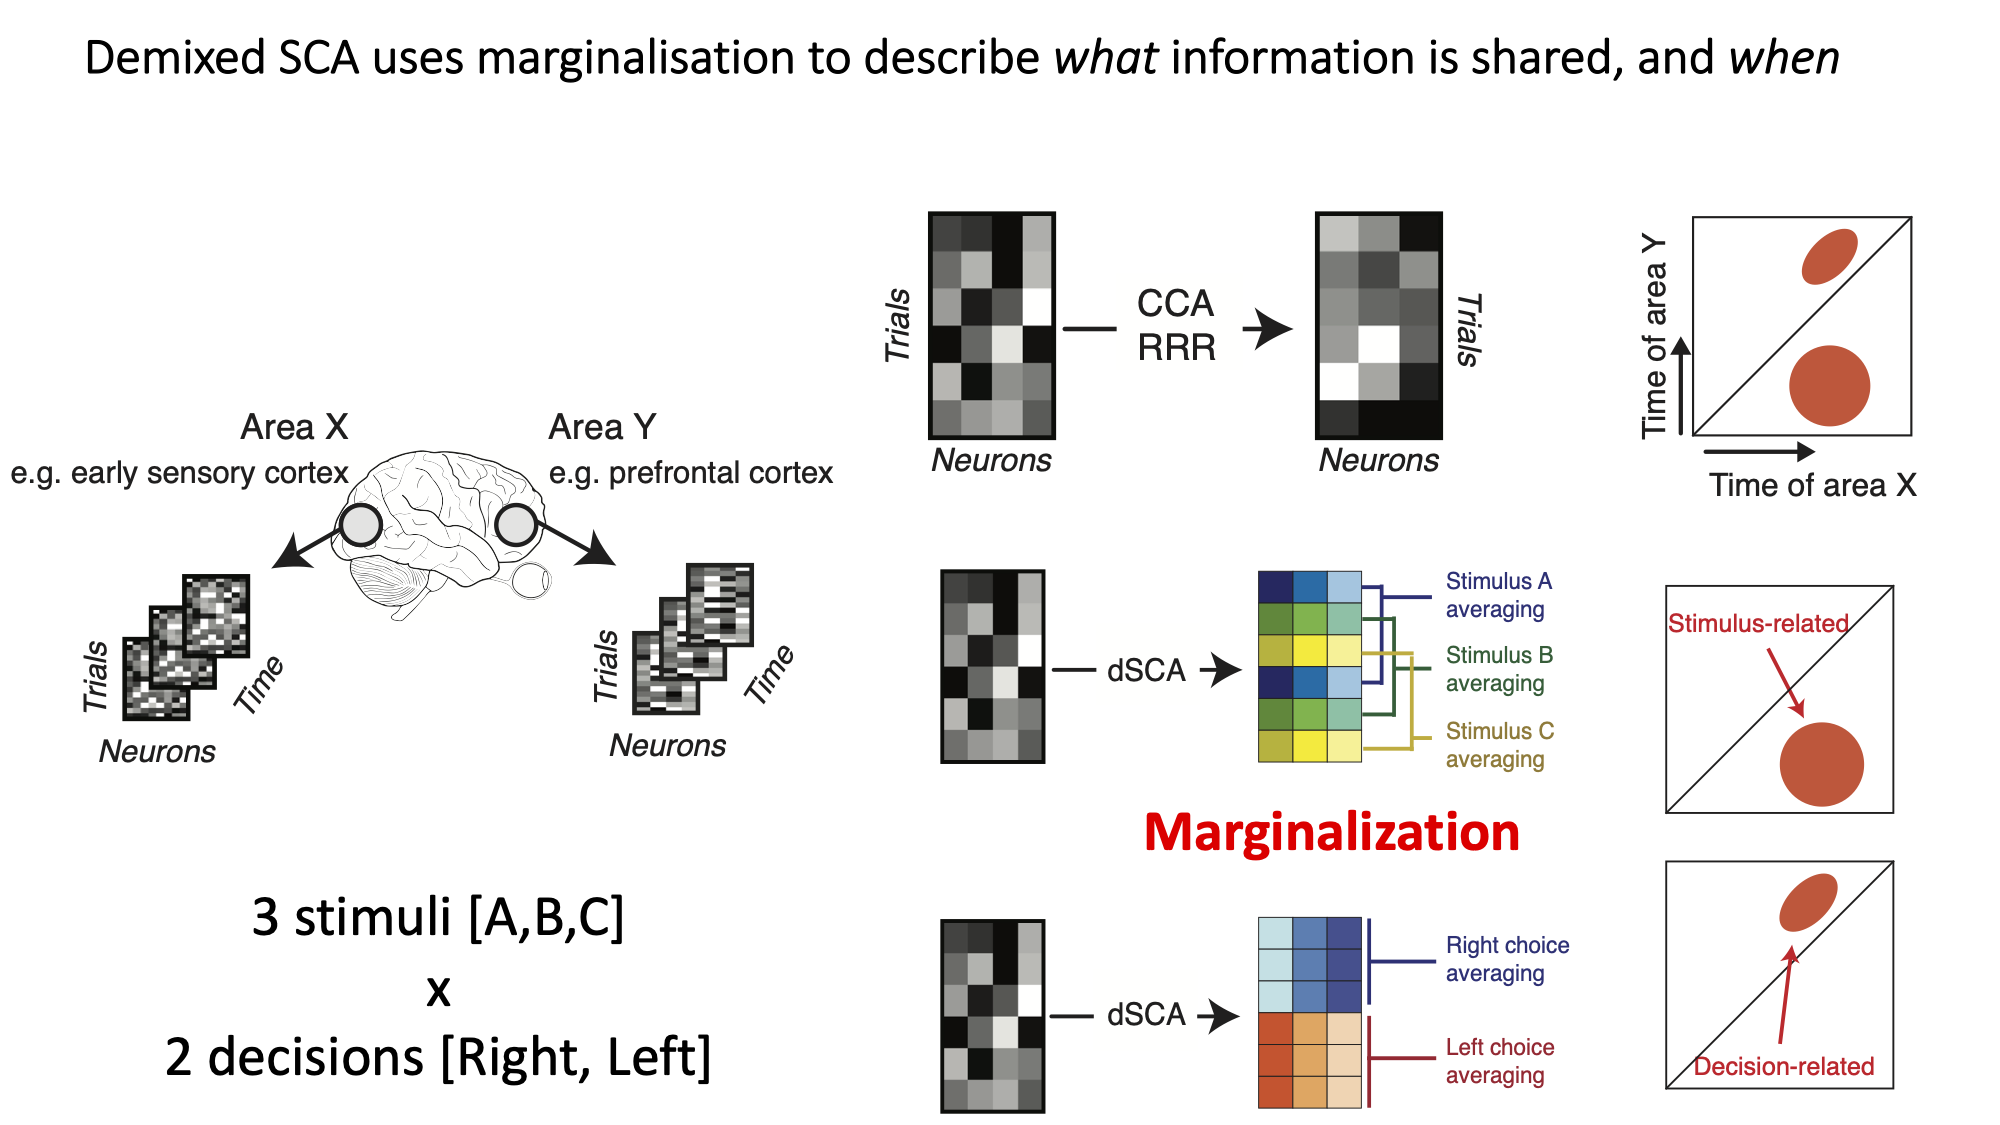 Demixed SCA uses marginalisation to describe what information is shared, and when
Area X
e.g. early sensory cortex
Area Y
e.g. prefrontal cortex
Trials
Neurons
Time
Trials
Neurons
Time
3 stimuli [A,B,C]
x
2 decisions [Right, Left]
Trials
Neurons
CCA
RRR
Trials
Neurons
Time of area Y
Time of area X
dSCA
Stimulus A
averaging
Stimulus B
averaging
Stimulus C
averaging
Stimulus-related
Marginalization
dSCA
Right choice
averaging
Left choice
averaging
Decision-related